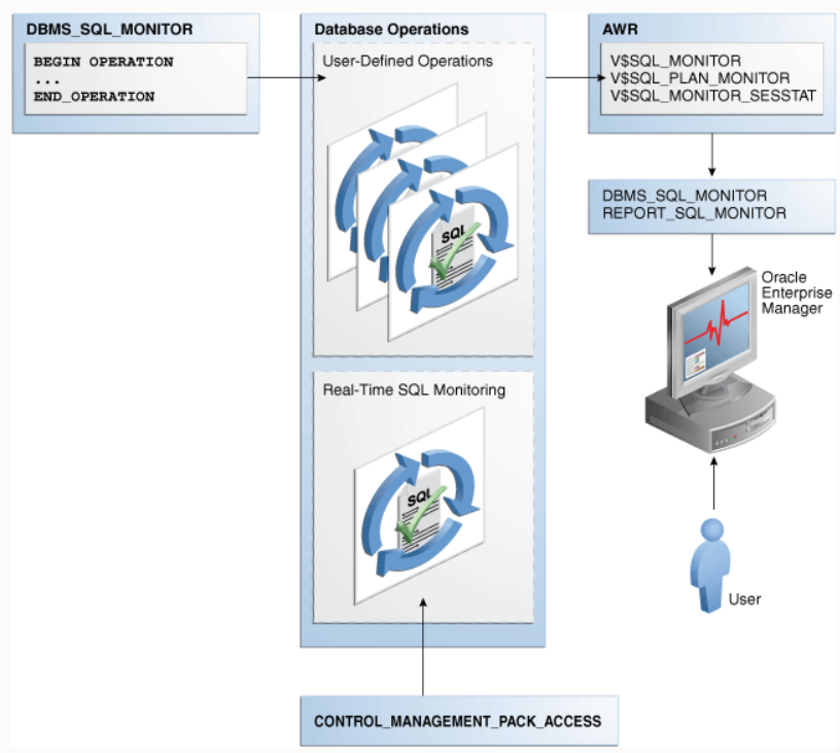 DBMS_SQL_MONITOR
BEGIN OPERATION
...
END_OPERATION
Database Operations
User-Defined Operations
SQL
Real-Time SQL Monitoring
SQL
CONTROL_MANAGEMENT_PACK_ACCESS
AWR
V$SQL_MONITOR
V$SQL_PLAN_MONITOR
V$SQL_MONITOR_SESSTAT
DBMS_SQL_MONITOR
REPORT_SQL_MONITOR
Oracle
Enterprise
Manager
User